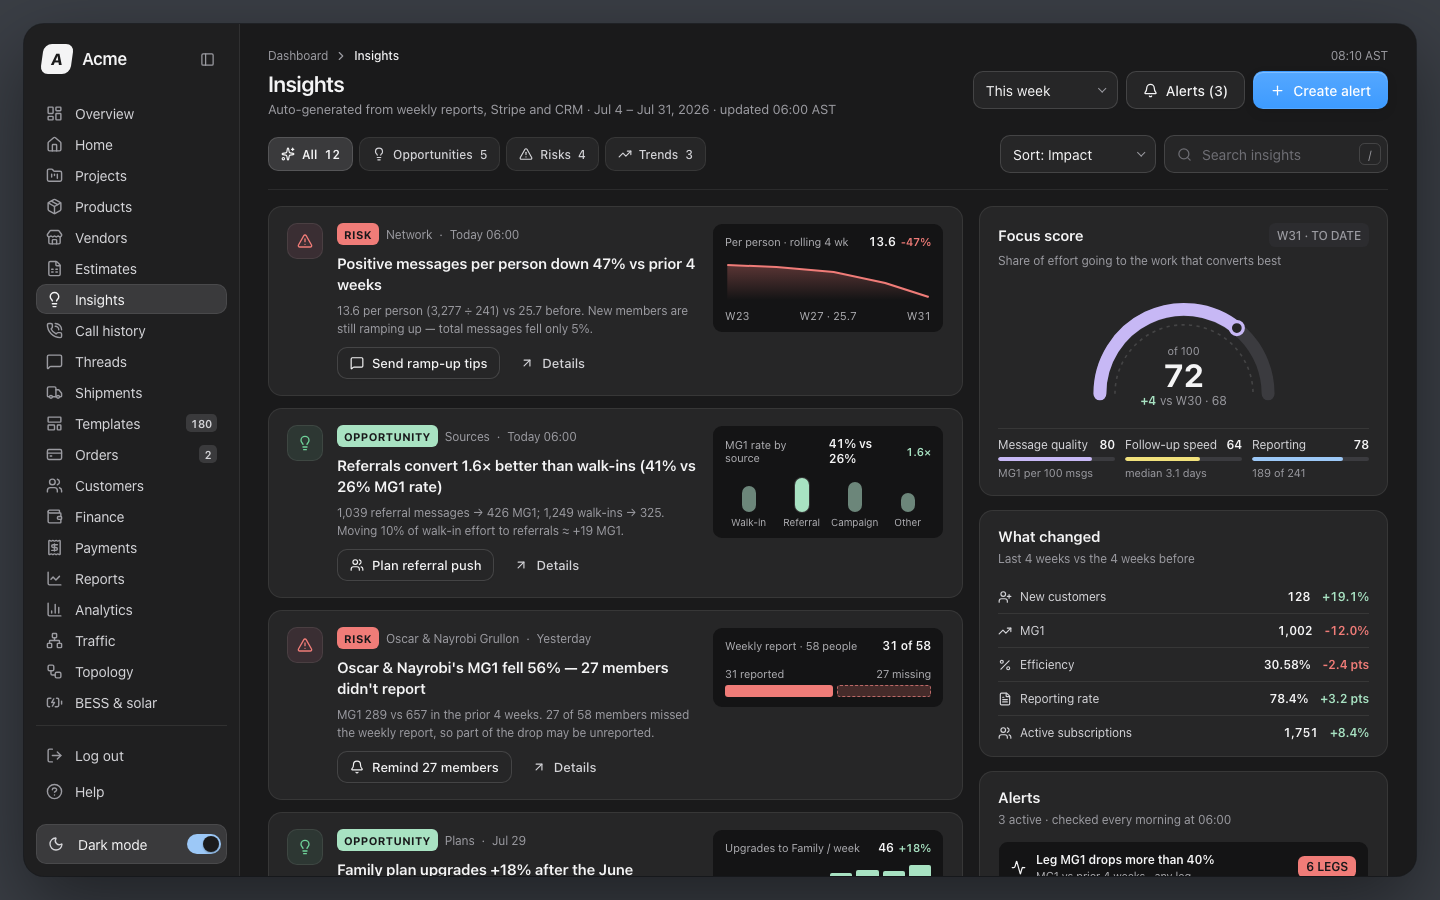 A Acme
Overview
Home
Projects
Products
Vendors
Estimates
Insights
Call history
Threads
Shipments
Templates 180
Orders 2
Customers
Finance
Payments
Reports
Analytics
Traffic
Topology
BESS & solar
Log out
Help
Dark mode
Dashboard > Insights
08:10 AST
Insights
Auto-generated from weekly reports, Stripe and CRM · Jul 4 – Jul 31, 2026 · updated 06:00 AST
This week
Alerts (3)
+ Create alert
All 12
Opportunities 5
Risks 4
Trends 3
Sort: Impact
Search insights /
RISK Network · Today 06:00
Positive messages per person down 47% vs prior 4
weeks
13.6 per person (3,277 ÷ 241) vs 25.7 before. New members are
still ramping up — total messages fell only 5%.
Send ramp-up tips
Details
Per person · rolling 4 wk 13.6 -47%
W23 W27 · 25.7 W31
OPPORTUNITY Sources · Today 06:00
Referrals convert 1.6× better than walk-ins (41% vs
26% MG1 rate)
1,039 referral messages → 426 MG1; 1,249 walk-ins → 325.
Moving 10% of walk-in effort to referrals ≈ +19 MG1.
Plan referral push
Details
MG1 rate by
source
41% vs
26%
1.6×
Walk-in Referral Campaign Other
RISK Oscar & Nayrobi Grullon · Yesterday
Oscar & Nayrobi's MG1 fell 56% — 27 members
didn't report
MG1 289 vs 657 in the prior 4 weeks. 27 of 58 members missed
the weekly report, so part of the drop may be unreported.
Remind 27 members
Details
Weekly report · 58 people 31 of 58
31 reported 27 missing
OPPORTUNITY Plans · Jul 29
Family plan upgrades +18% after the June
Upgrades to Family / week 46 +18%
Focus score W31 · TO DATE
Share of effort going to the work that converts best
of 100
72
+4 vs W30 · 68
Message quality 80
MG1 per 100 msgs
Follow-up speed 64
median 3.1 days
Reporting 78
189 of 241
What changed
Last 4 weeks vs the 4 weeks before
New customers 128 +19.1%
MG1 1,002 -12.0%
Efficiency 30.58% -2.4 pts
Reporting rate 78.4% +3.2 pts
Active subscriptions 1,751 +8.4%
Alerts
3 active · checked every morning at 06:00
Leg MG1 drops more than 40%
MG1 vs prior 4 weeks · any leg
6 LEGS